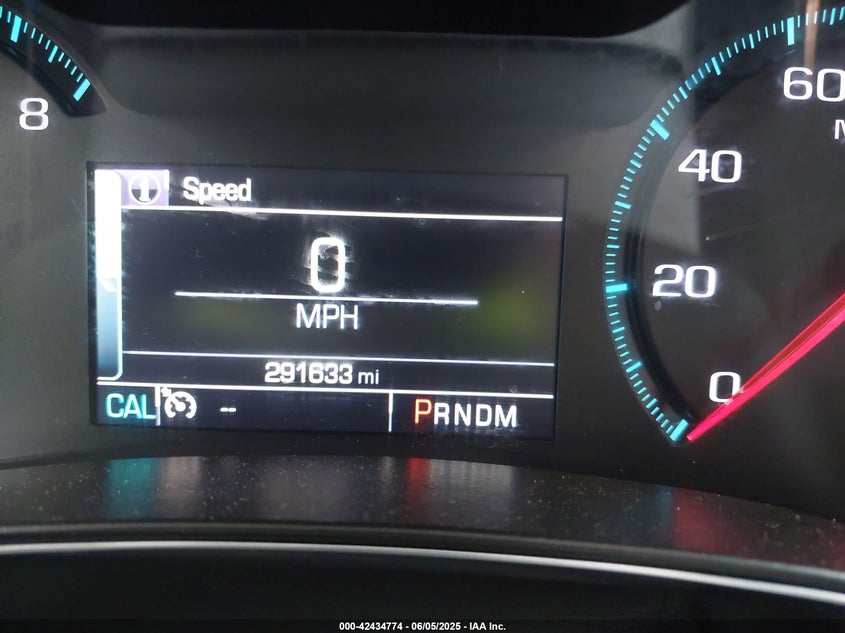 8
Speed
0
MPH
291633 mi
CAL --
PRNDM
60
40
20
0
000-42434774 - 06/05/2025 - IAA Inc.